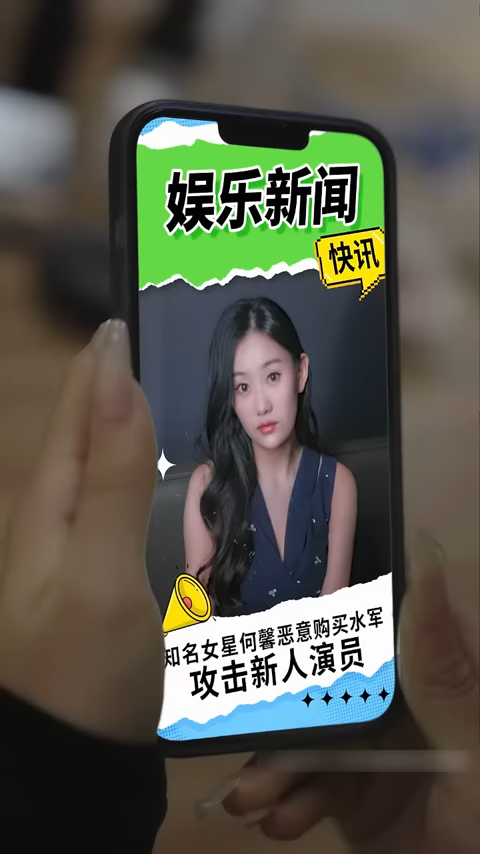 娱乐新闻
快讯
知名女星何馨恶意购买水军
攻击新人演员